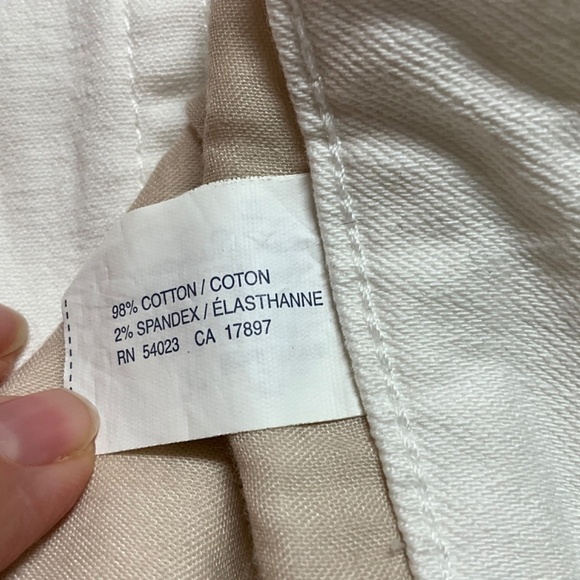 98% COTTON / COTON
2% SPANDEX / ÉLASTHANNE
RN 54023 CA 17897